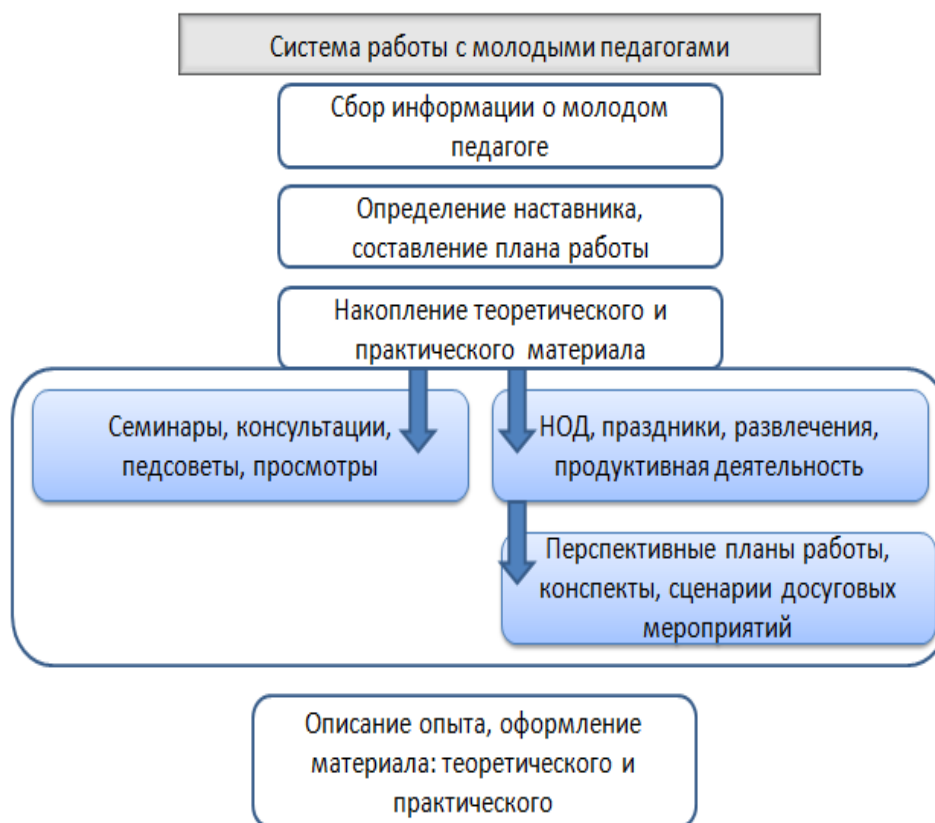 Система работы с молодыми педагогами
Сбор информации о молодом
педагоге
Определение наставника,
составление плана работы
Накопление теоретического и
практического материала
Семинары, консультации,
педсоветы, просмотры
НОД, праздники, развлечения,
продуктивная деятельность
Перспективные планы работы,
конспекты, сценарии досуговых
мероприятий
Описание опыта, оформление
материала: теоретического и
практического